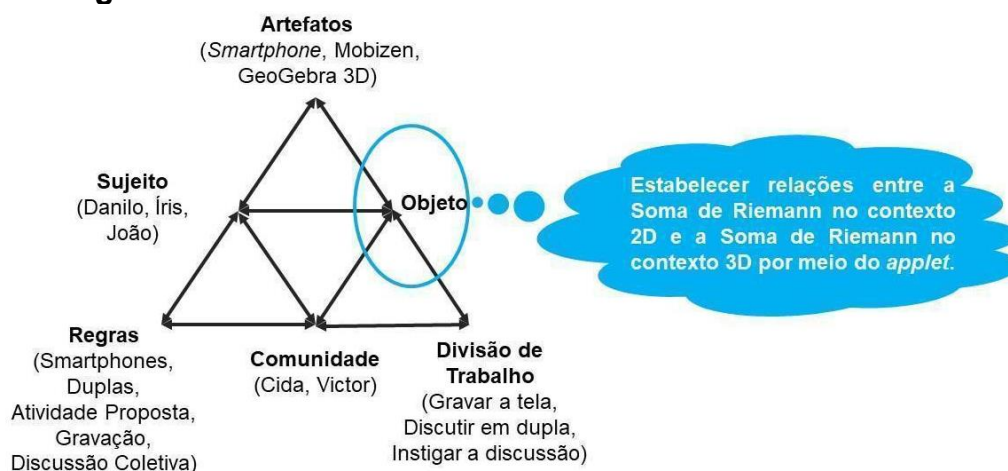 Artefatos
(Smartphone, Mobizen,
GeoGebra 3D)
Sujeito
(Danilo, Íris,
João)
Objeto
Estabelecer relações entre a
Soma de Riemann no contexto
2D e a Soma de Riemann no
contexto 3D por meio do applet.
Regras
(Smartphones,
Duplas,
Atividade Proposta,
Gravação,
Discussão Coletiva)
Comunidade
(Cida, Victor)
Divisão de
Trabalho
(Gravar a tela,
Discutir em dupla,
Instigar a discussão)